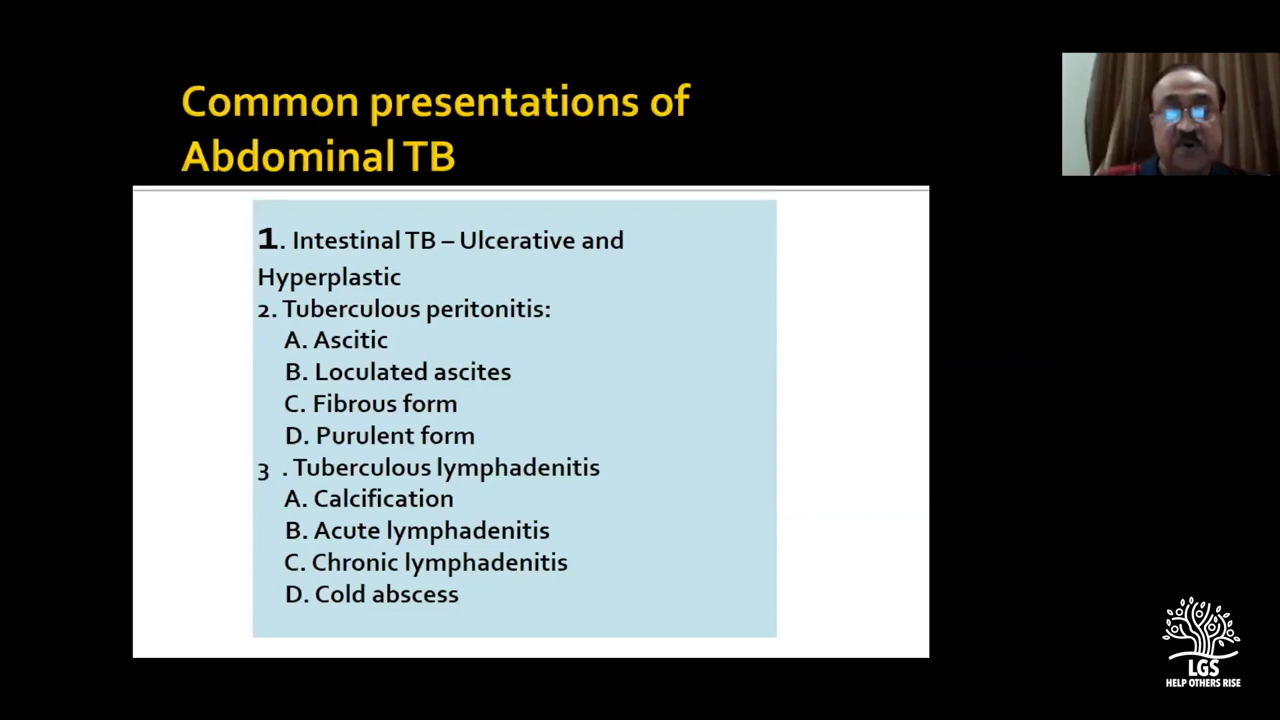 Common presentations of
Abdominal TB
1. Intestinal TB – Ulcerative and
Hyperplastic
2. Tuberculous peritonitis:
A. Ascitic
B. Loculated ascites
C. Fibrous form
D. Purulent form
3 . Tuberculous lymphadenitis
A. Calcification
B. Acute lymphadenitis
C. Chronic lymphadenitis
D. Cold abscess
LGS
HELP OTHERS RISE